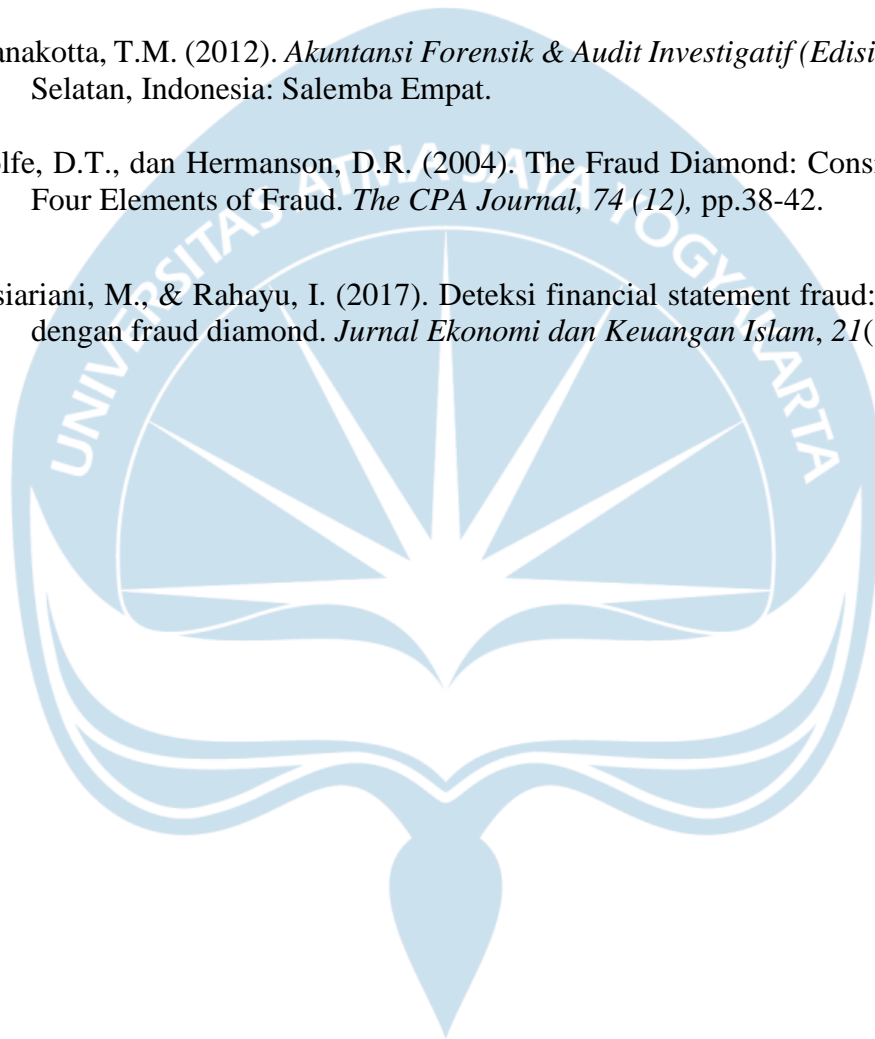 anakotta, T.M. (2012). Akuntansi Forensik & Audit Investigatif (Edisi
Selatan, Indonesia: Salemba Empat.
olfe, D.T., dan Hermanson, D.R. (2004). The Fraud Diamond: Consi
Four Elements of Fraud. The CPA Journal, 74 (12), pp.38-42.
siariani, M., & Rahayu, I. (2017). Deteksi financial statement fraud:
dengan fraud diamond. Jurnal Ekonomi dan Keuangan Islam, 21(
UNIVERSITAS ATMA JAYA YOGYAKARTA